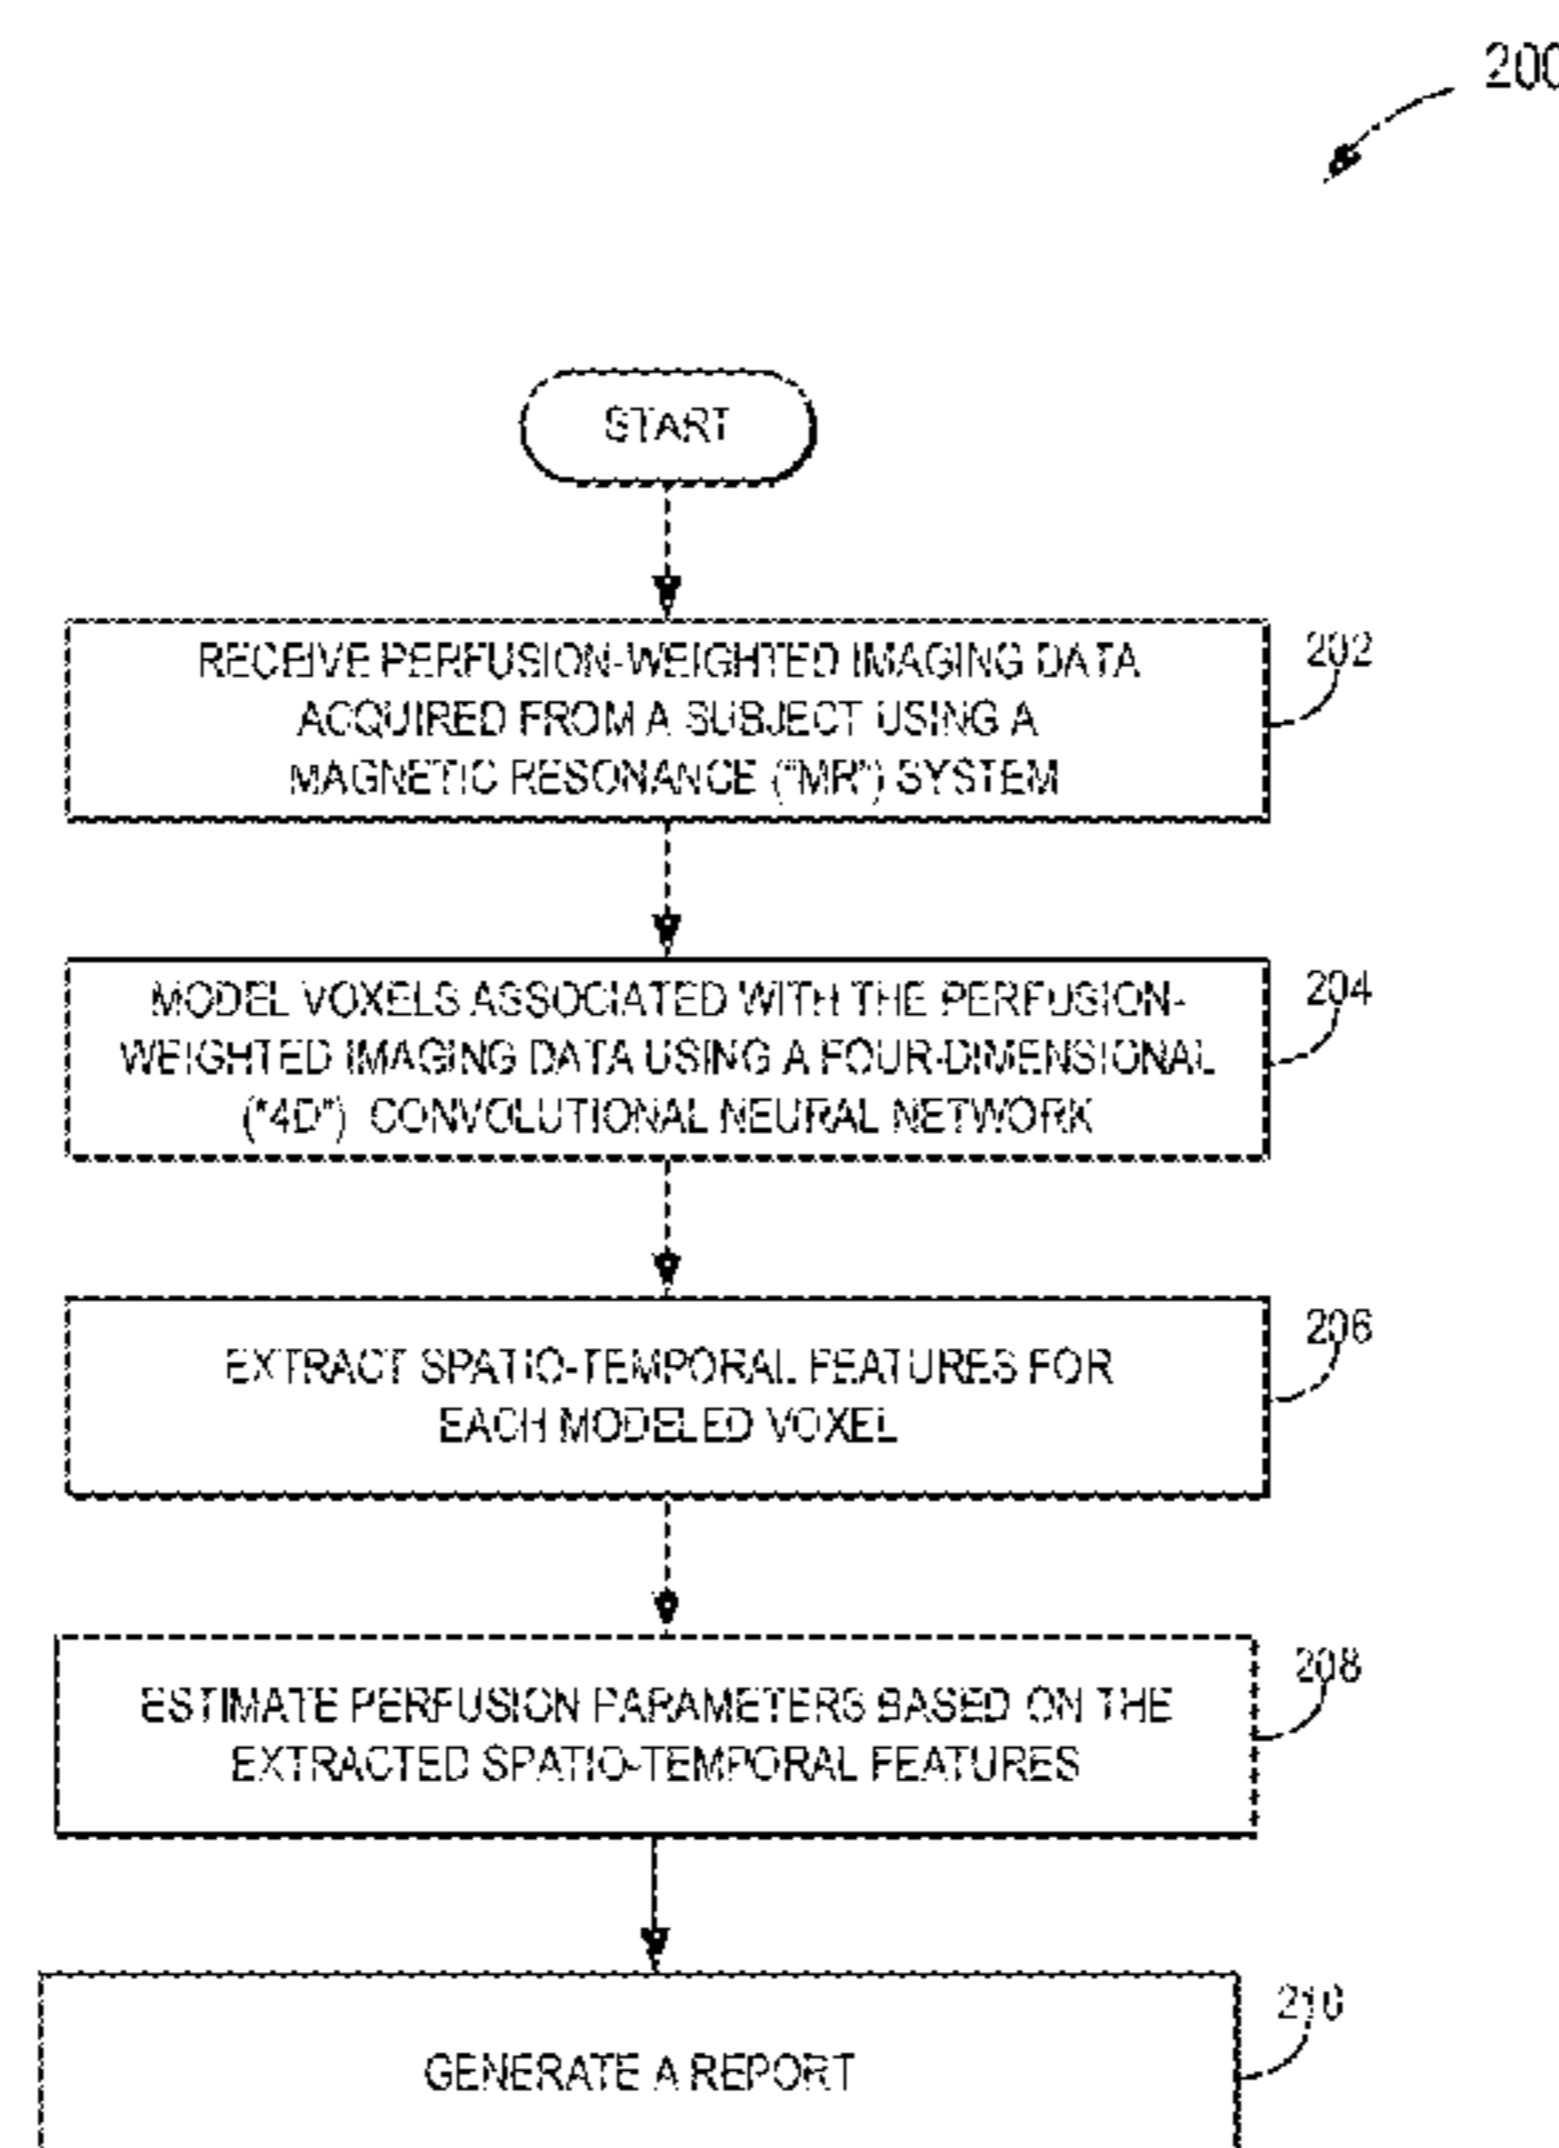 200
START
RECEIVE PERFUSION-WEIGHTED IMAGING DATA
ACQUIRED FROM A SUBJECT USING A
MAGNETIC RESONANCE ("MR") SYSTEM
202
MODEL VOXELS ASSOCIATED WITH THE PERFUSION-
WEIGHTED IMAGING DATA USING A FOUR-DIMENSIONAL
("4D") CONVOLUTIONAL NEURAL NETWORK
204
EXTRACT SPATIO-TEMPORAL FEATURES FOR
EACH MODELED VOXEL
206
ESTIMATE PERFUSION PARAMETERS BASED ON THE
EXTRACTED SPATIO-TEMPORAL FEATURES
208
GENERATE A REPORT
210